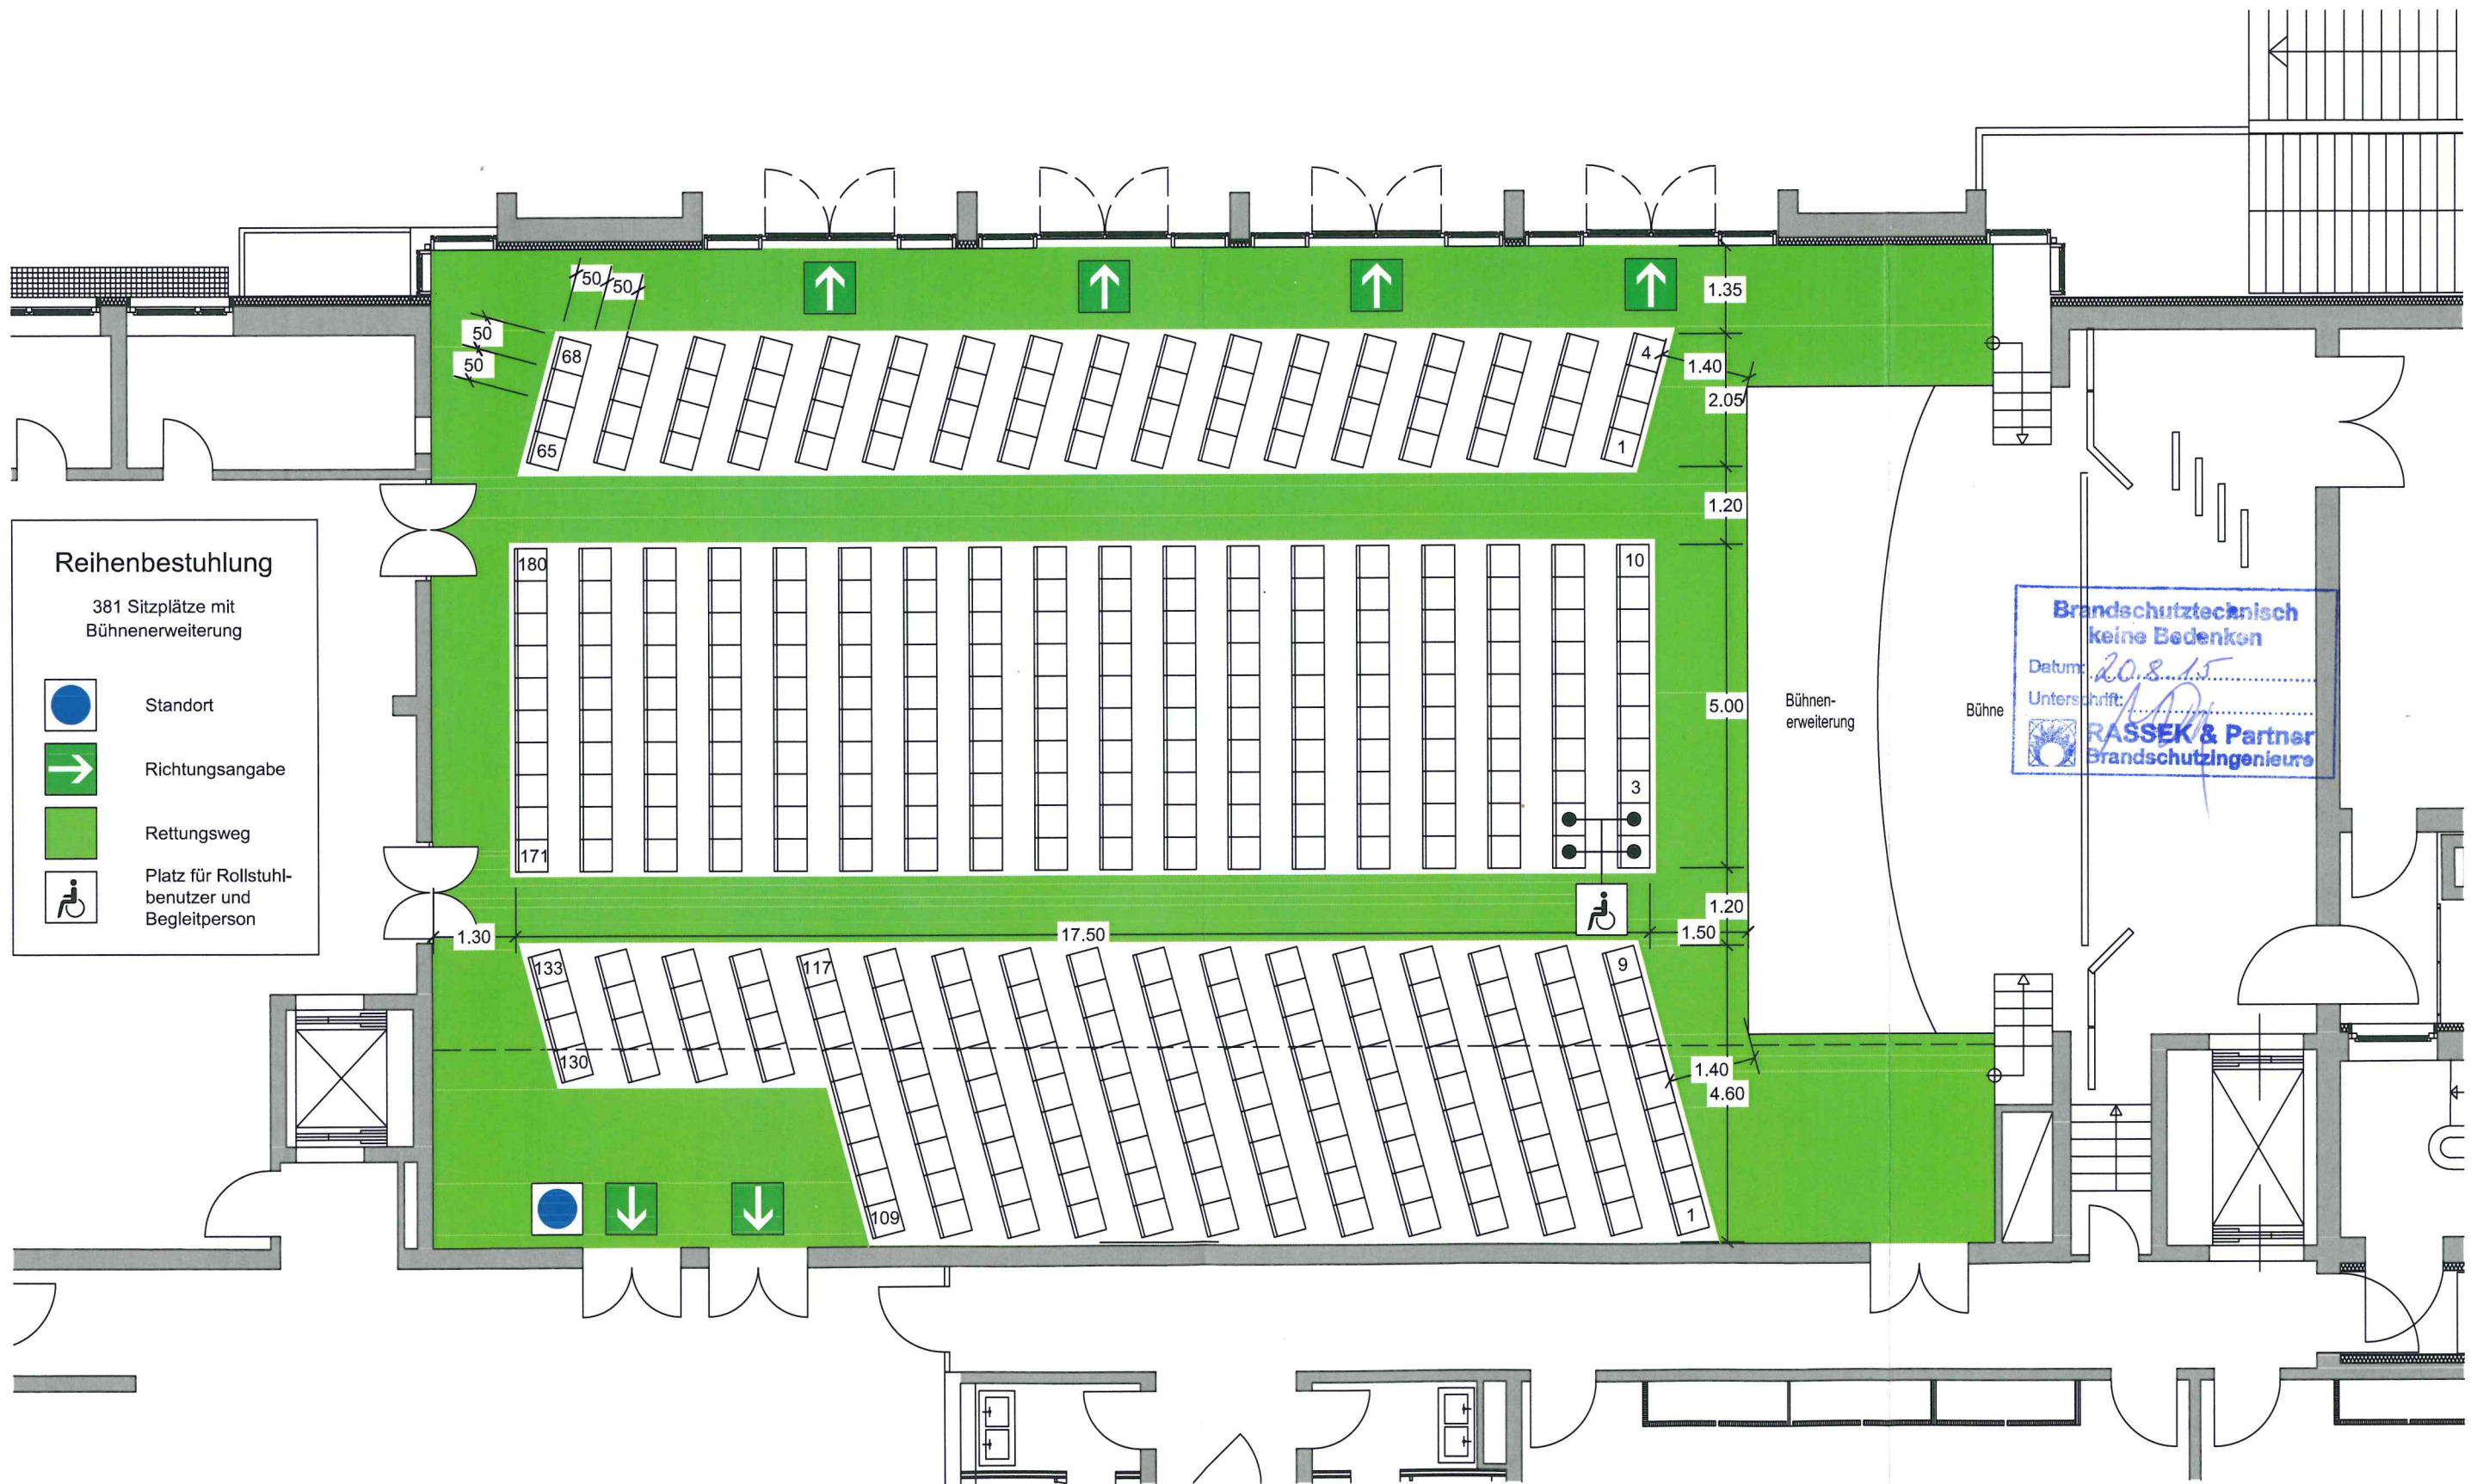 50
50
50
50
68
65
4
1
1.35
1.40
2.05
1.20
Reihenbestuhlung
381 Sitzplätze mit
Bühnenerweiterung
Standort
Richtungsangabe
Rettungsweg
Platz für Rollstuhl-
benutzer und
Begleitperson
180
171
10
3
5.00
Bühnen-
erweiterung
Bühne
Brandschutztechnisch
keine Bedenken
Datum: 20.8.15
Unterschrift:
RASSEK & Partner
Brandschutzingenieure
1.20
1.30
17.50
1.50
133
117
9
130
1.40
4.60
109
1